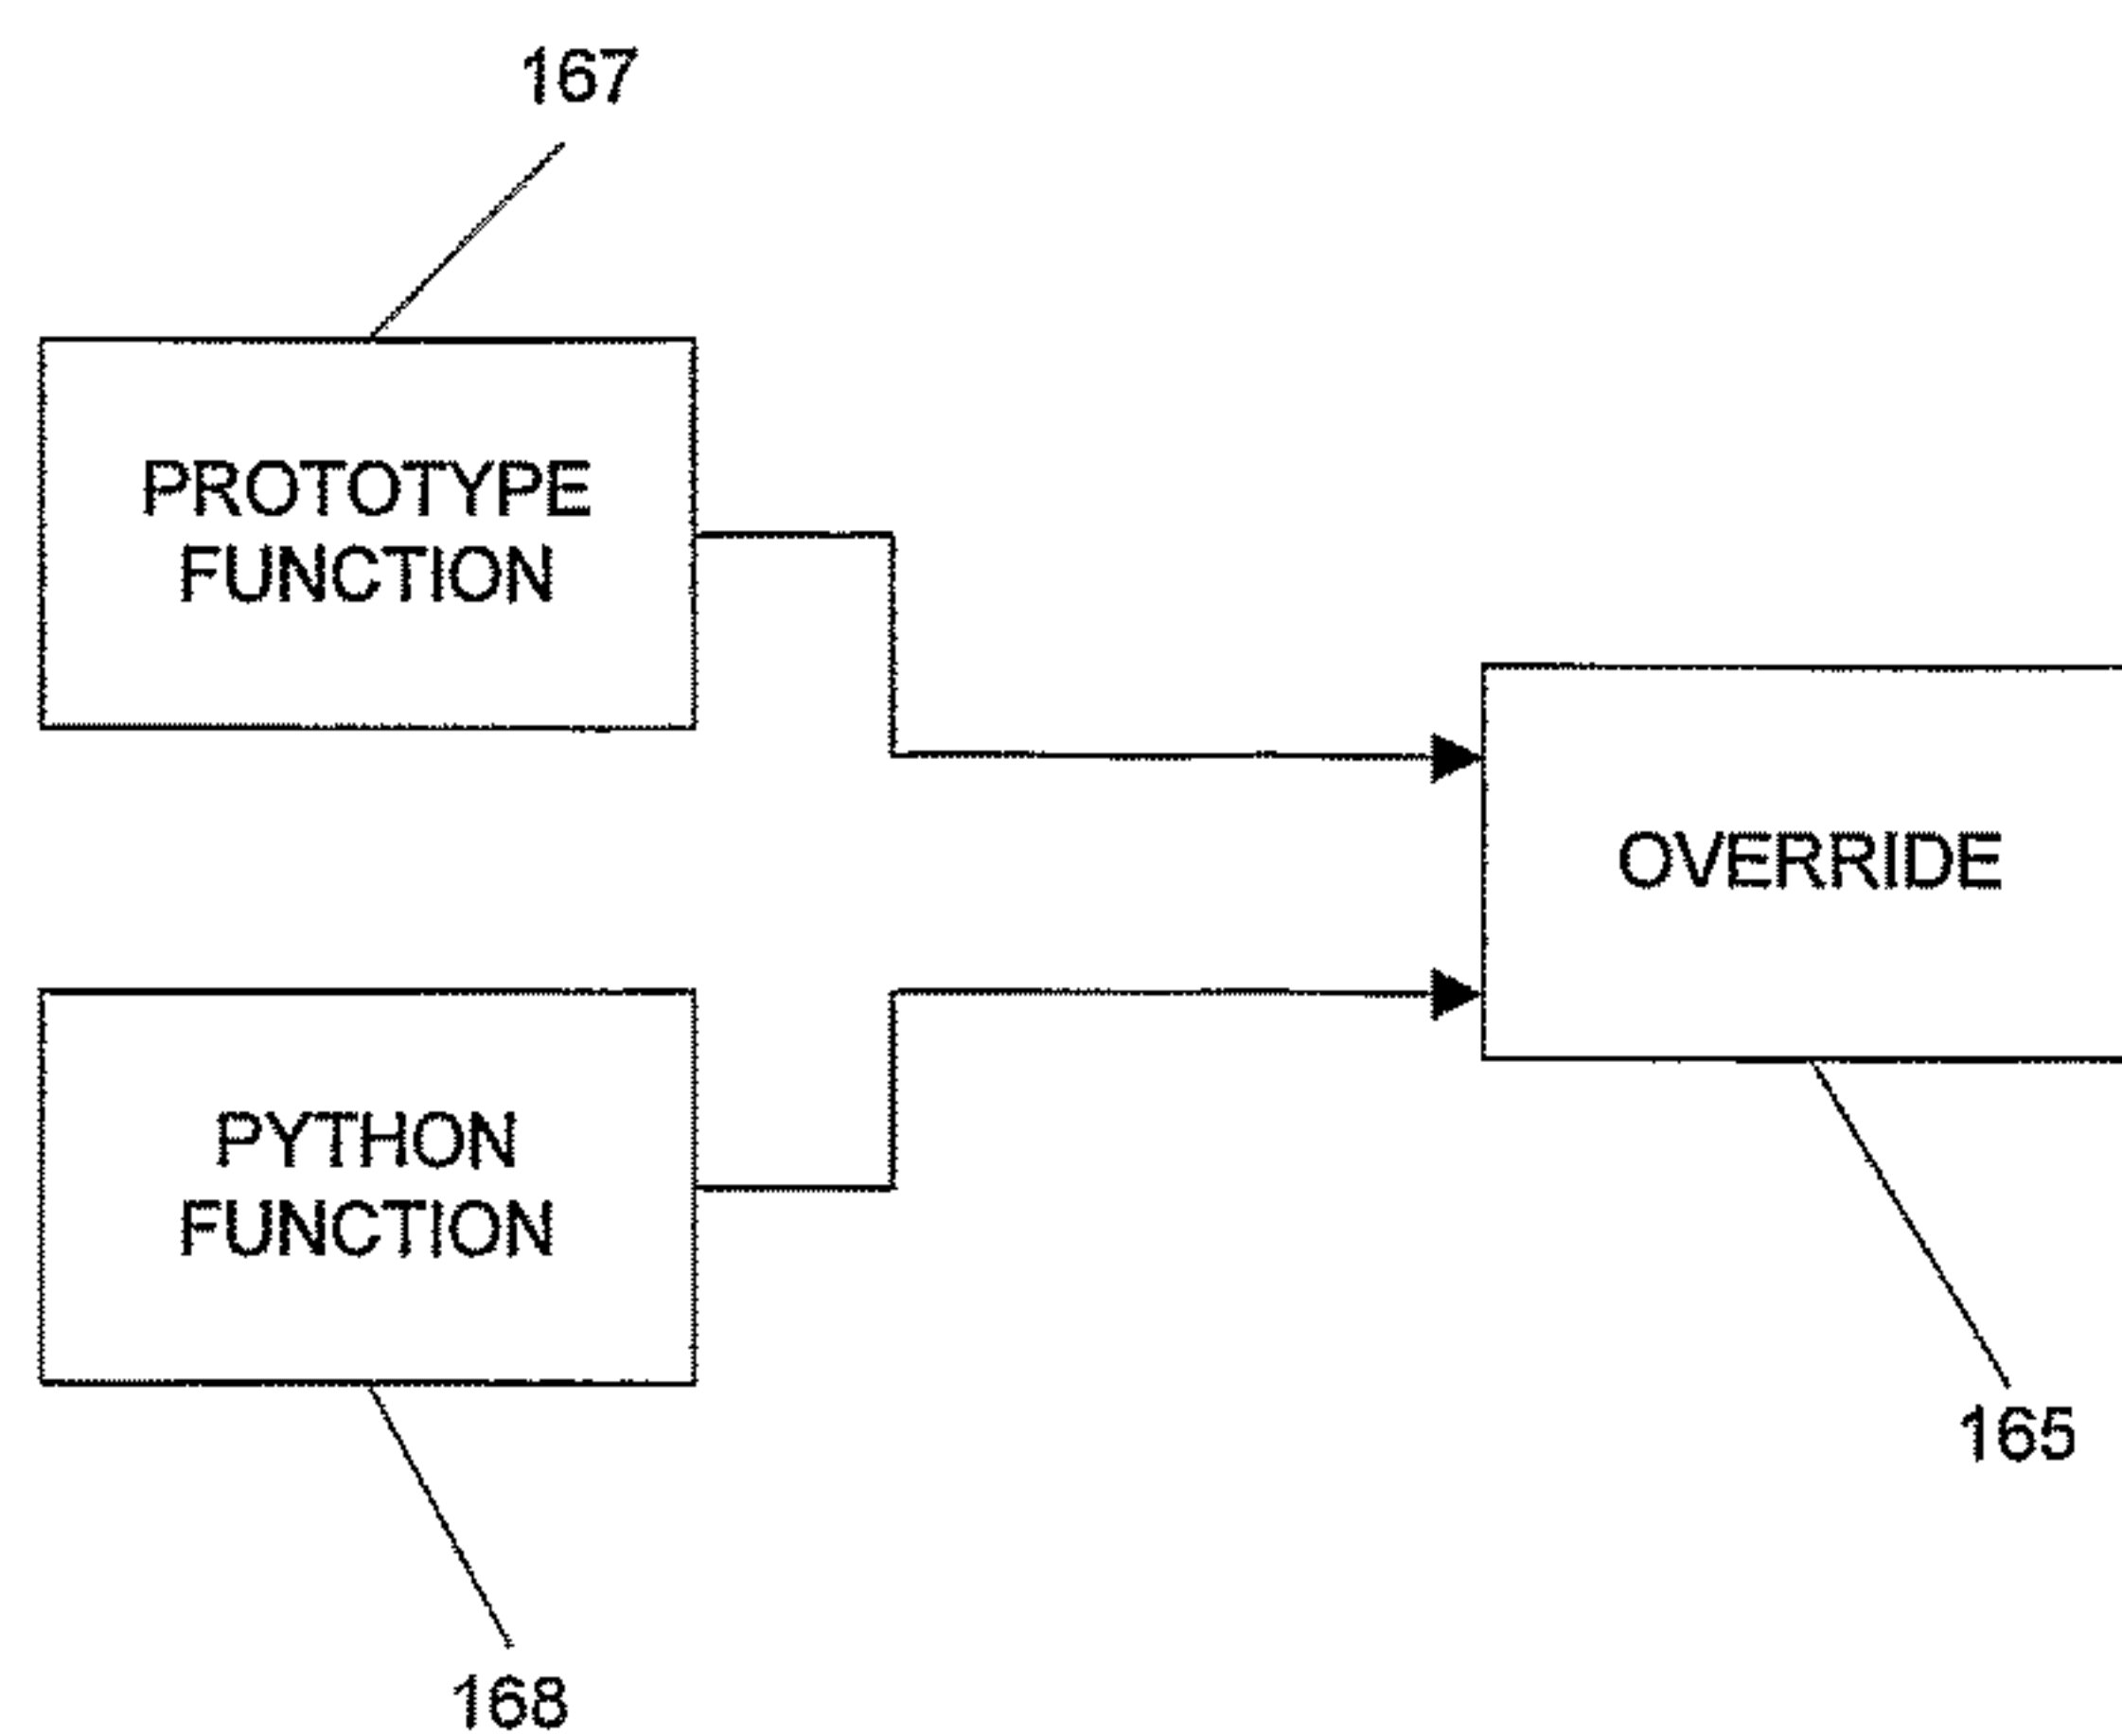 167
PROTOTYPE
FUNCTION
OVERRIDE
PYTHON
FUNCTION
165
168